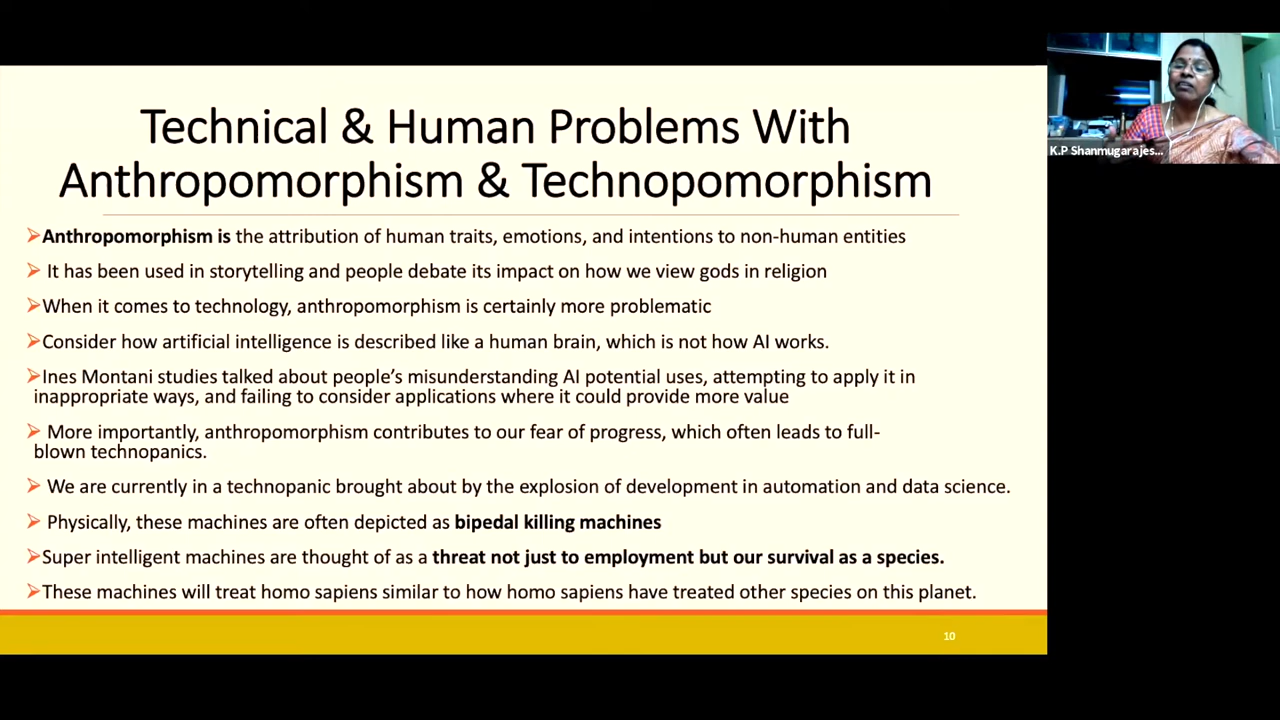 Technical & Human Problems With
Anthropomorphism & Technopomorphism
Anthropomorphism is the attribution of human traits, emotions, and intentions to non-human entities
It has been used in storytelling and people debate its impact on how we view gods in religion
When it comes to technology, anthropomorphism is certainly more problematic
Consider how artificial intelligence is described like a human brain, which is not how AI works.
Ines Montani studies talked about people's misunderstanding AI potential uses, attempting to apply it in
inappropriate ways, and failing to consider applications where it could provide more value
More importantly, anthropomorphism contributes to our fear of progress, which often leads to full-
blown technopanics.
We are currently in a technopanic brought about by the explosion of development in automation and data science.
Physically, these machines are often depicted as bipedal killing machines
Super intelligent machines are thought of as a threat not just to employment but our survival as a species.
These machines will treat homo sapiens similar to how homo sapiens have treated other species on this planet.
10
K.P Shanmugarajes...